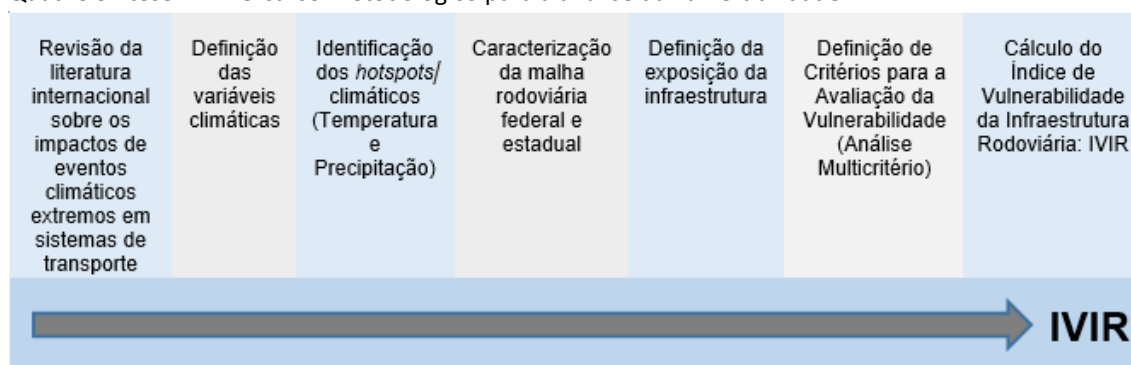 Revisão da
literatura
internacional
sobre os
impactos de
eventos
climáticos
extremos em
sistemas de
transporte
Definição
das
variáveis
climáticas
Identificação
dos hotspots/
climáticos
(Temperatura
e
Precipitação)
Caracterização
da malha
rodoviária
federal e
estadual
Definição da
exposição da
infraestrutura
Definição de
Critérios para a
Avaliação da
Vulnerabilidade
(Análise
Multicritério)
Cálculo do
Índice de
Vulnerabilidade
da Infraestrutura
Rodoviária: IVIR
IVIR